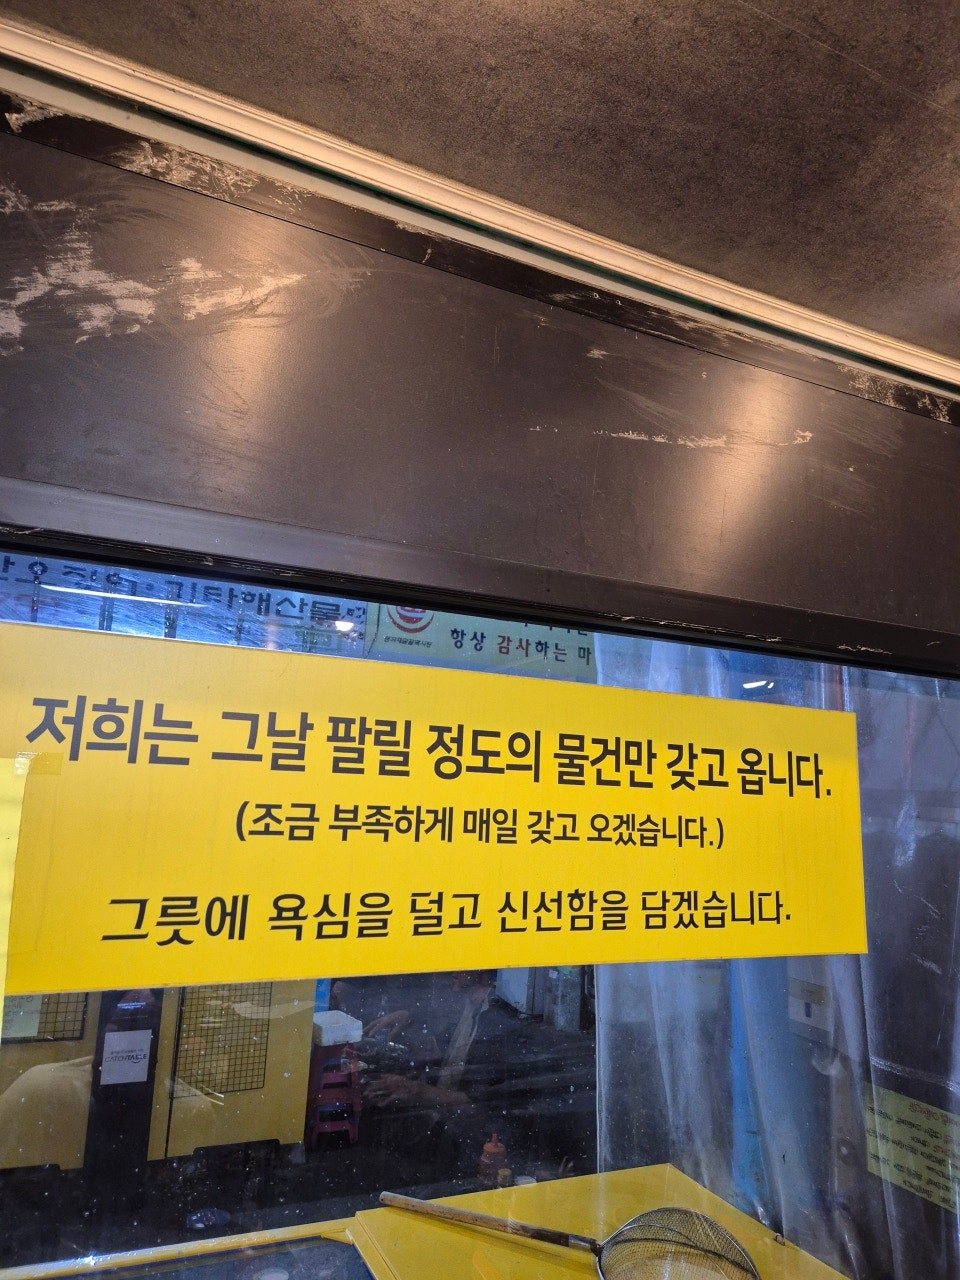 항상 감사하는 마
저희는 그날 팔릴 정도의 물건만 갖고 옵니다.
(조금 부족하게 매일 갖고 오겠습니다.)
그릇에 욕심을 덜고 신선함을 담겠습니다.